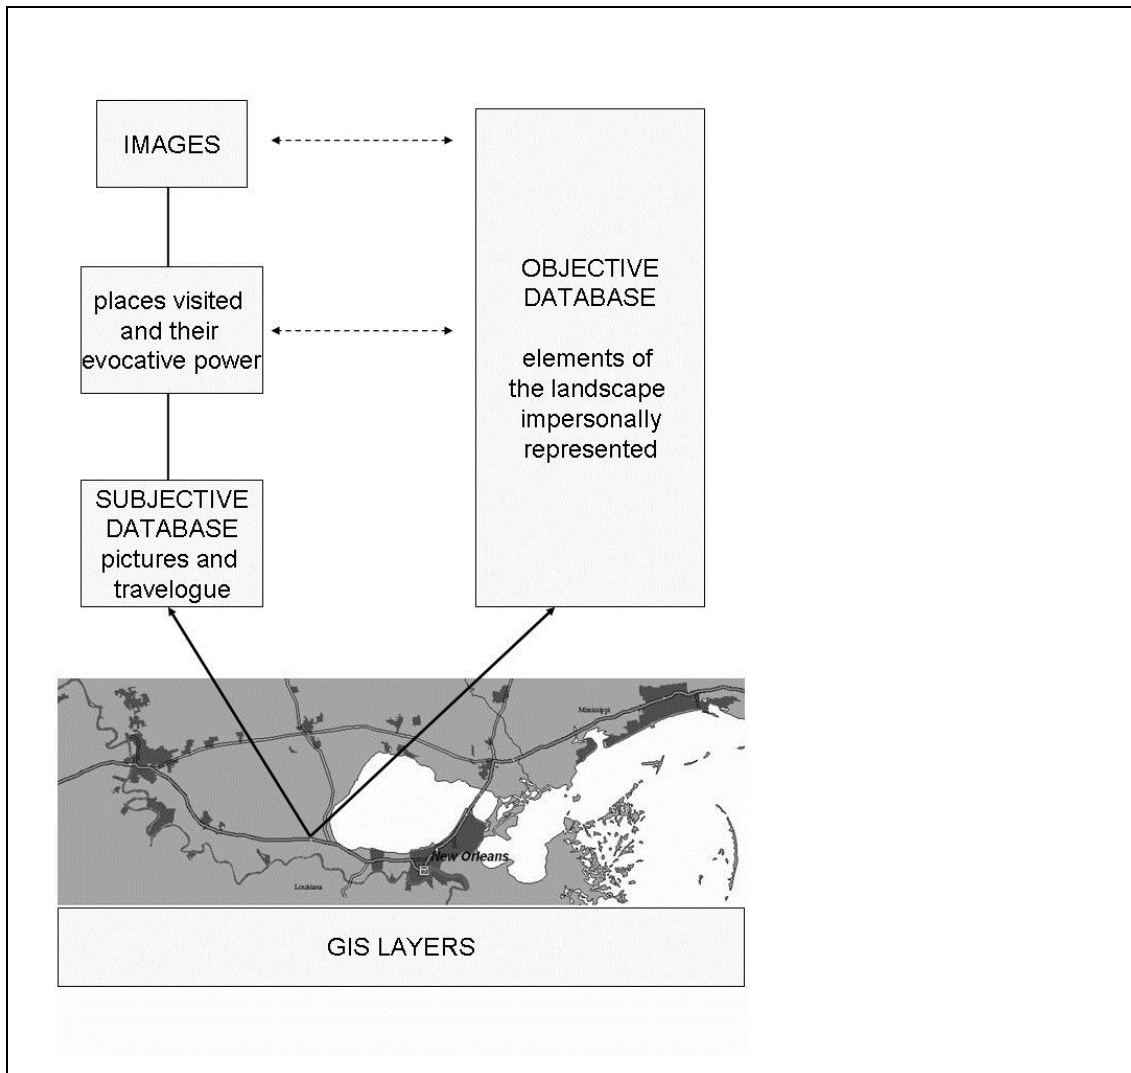 IMAGES
places visited
and their
evocative power
SUBJECTIVE
DATABASE
pictures and
travelogue
OBJECTIVE
DATABASE
elements of
the landscape
impersonally
represented
Mississippi
New Orleans
Louisiana
GIS LAYERS